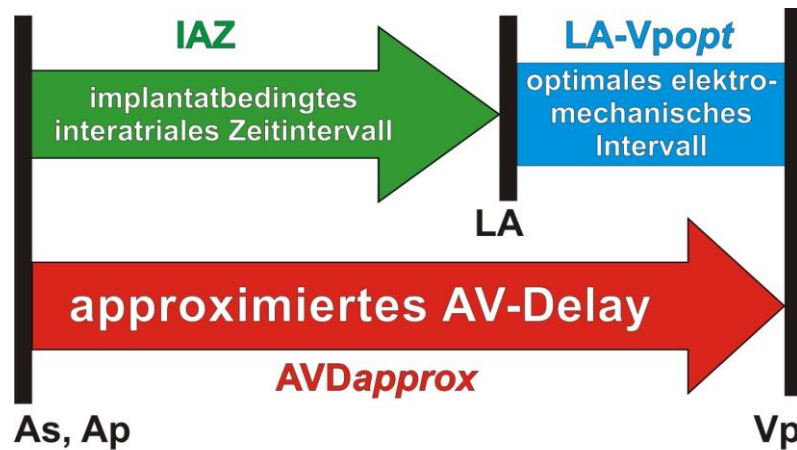 IAZ
implantatbedingtes
interatriales Zeitintervall
LA-Vpopt
optimales elektro-
mechanisches
Intervall
LA
approximiertes AV-Delay
AVDapprox
As, Ap
Vp